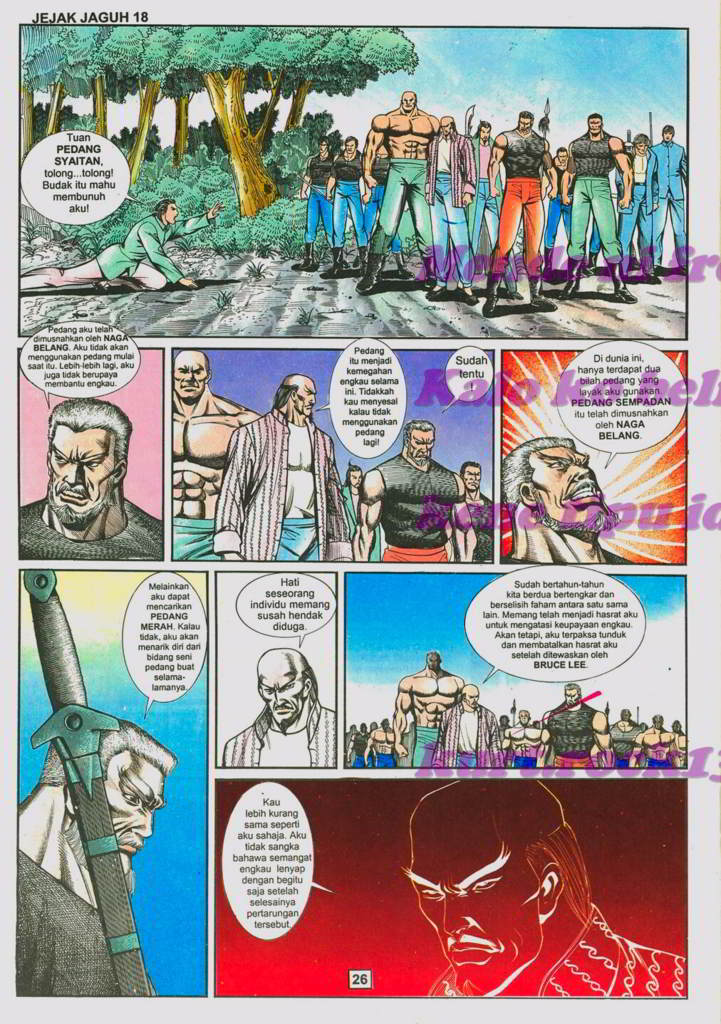 JEJAK JAGUH 18
Tuan
PEDANG
SYAITAN,
tolong...tolong!
Budak itu mahu
membunuh
aku!
Pedang aku telah
dimusnahkan oleh NAGA
BELANG. Aku tidak akan
menggunakan pedang mulai
saat itu. Lebih-lebih lagi, aku
juga tidak berupaya
membantu engkau.
Pedang
itu menjadi
kemegahan
engkau selama
ini. Tidakkah
kau menyesal
kalau tidak
menggunakan
pedang
lagi!
Sudah
tentu
!
Di dunia ini,
hanya terdapat dua
bilah pedang yang
layak aku gunakan.
PEDANG SEMPADAN
itu telah dimusnahkan
oleh NAGA
BELANG.
Melainkan
aku dapat
mencarikan
PEDANG
MERAH. Kalau
tidak, aku akan
menarik diri dari
bidang seni
pedang buat
selama-
lamanya.
Hati
seseorang
individu memang
susah hendak
diduga.
Sudah bertahun-tahun
kita berdua bertengkar dan
berselisih faham antara satu sama
lain. Memang telah menjadi hasrat aku
untuk mengatasi keupayaan engkau.
Akan tetapi, aku terpaksa tunduk
dan membatalkan hasrat aku
setelah ditewaskan oleh
BRUCE LEE.
Kau
lebih kurang
sama seperti
aku sahaja. Aku
tidak sangka
bahawa semangat
engkau lenyap
dengan begitu
saja setelah
selesainya
pertarungan
tersebut.
26